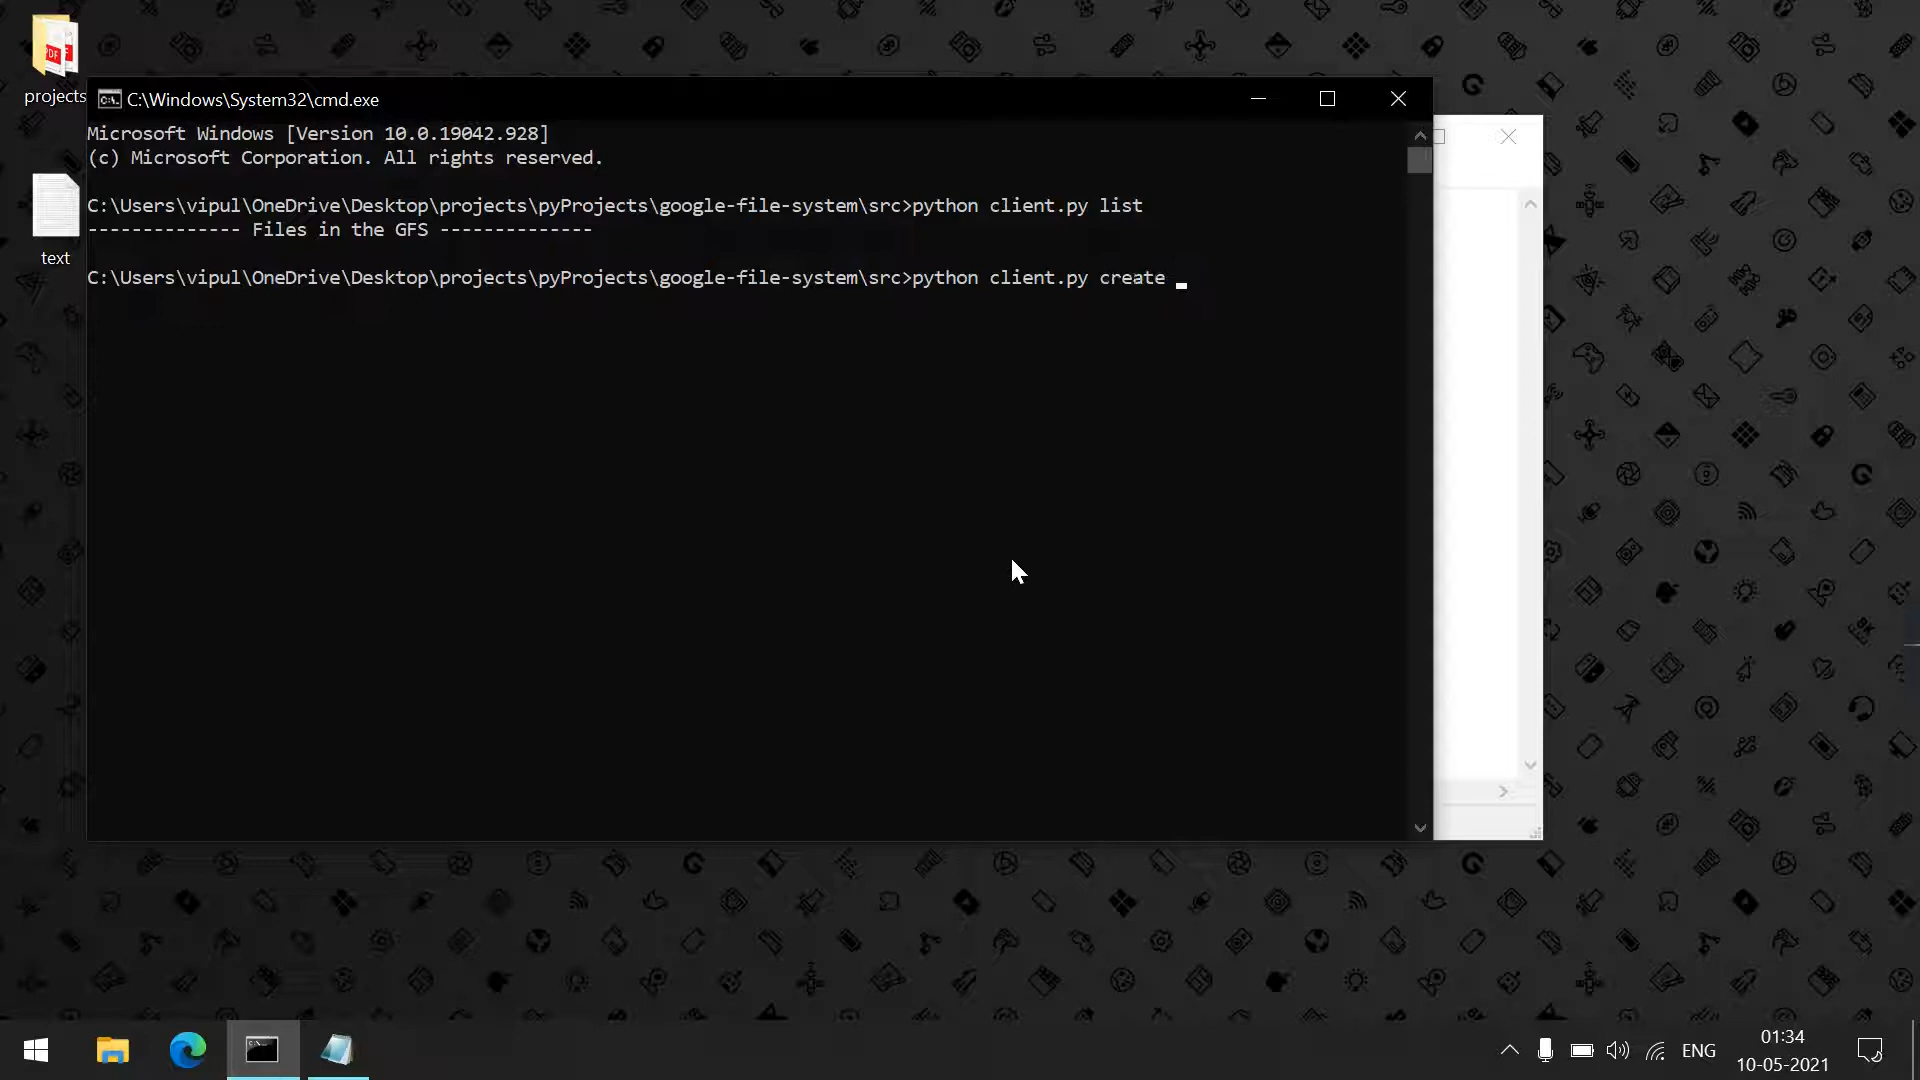 projects
text
C:\Windows\System32\cmd.exe
Microsoft Windows [Version 10.0.19042.928]
(c) Microsoft Corporation. All rights reserved.
C:\Users\vipul\OneDrive\Desktop\projects\pyProjects\google-file-system\src>python client.py list
-------------- Files in the GFS --------------
C:\Users\vipul\OneDrive\Desktop\projects\pyProjects\google-file-system\src>python client.py create
ENG
01:34
10-05-2021